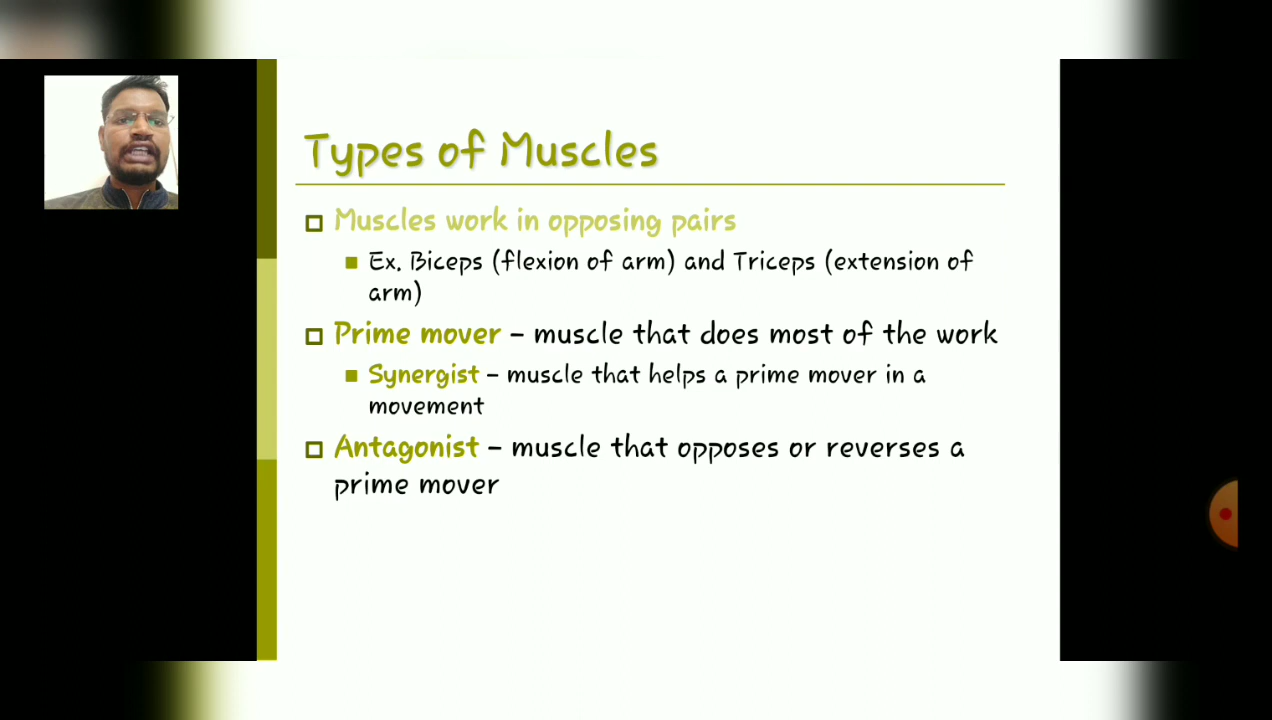 Types of Muscles
Muscles work in opposing pairs
Ex. Biceps (flexion of arm) and Triceps (extension of
arm)
Prime mover – muscle that does most of the work
Synergist – muscle that helps a prime mover in a
movement
Antagonist – muscle that opposes or reverses a
prime mover